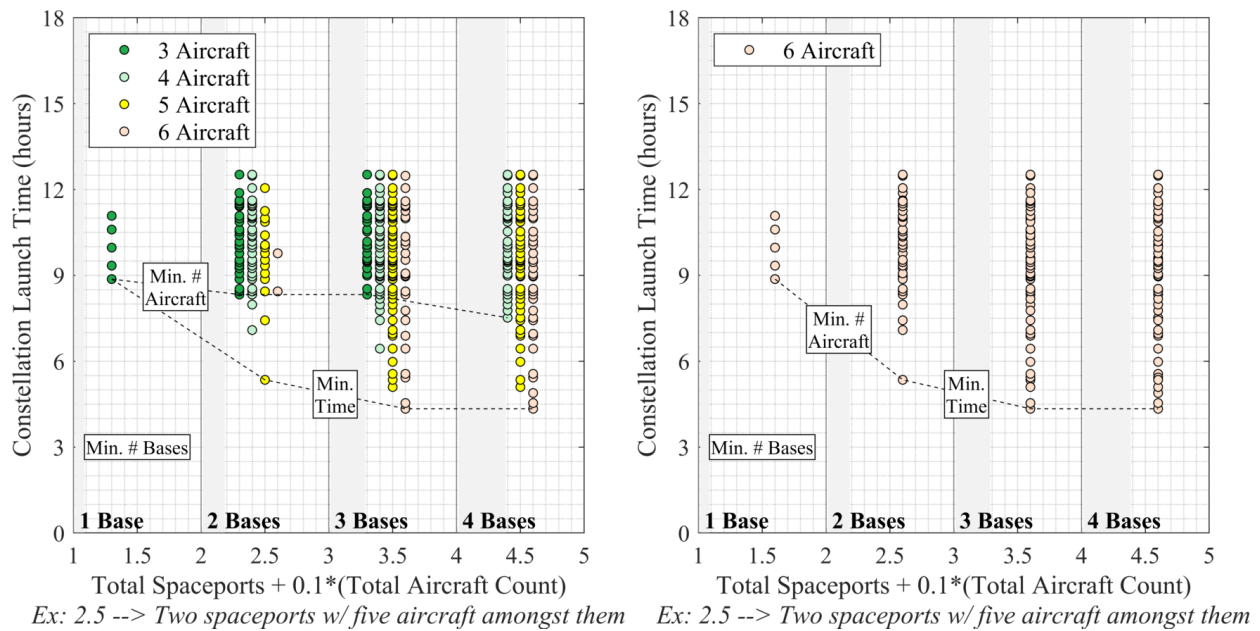 18
15
12
9
6
3
0
Constellation Launch Time (hours)
3 Aircraft
4 Aircraft
5 Aircraft
6 Aircraft
Min. #
Aircraft
Min.
Time
Min. # Bases
1 Base
2 Bases
3 Bases
4 Bases
1 1.5 2 2.5 3 3.5 4 4.5 5
Total Spaceports + 0.1*(Total Aircraft Count)
Ex: 2.5 --> Two spaceports w/ five aircraft amongst them
18
15
12
9
6
3
0
Constellation Launch Time (hours)
6 Aircraft
Min. #
Aircraft
Min.
Time
Min. # Bases
1 Base
2 Bases
3 Bases
4 Bases
1 1.5 2 2.5 3 3.5 4 4.5 5
Total Spaceports + 0.1*(Total Aircraft Count)
Ex: 2.5 --> Two spaceports w/ five aircraft amongst them